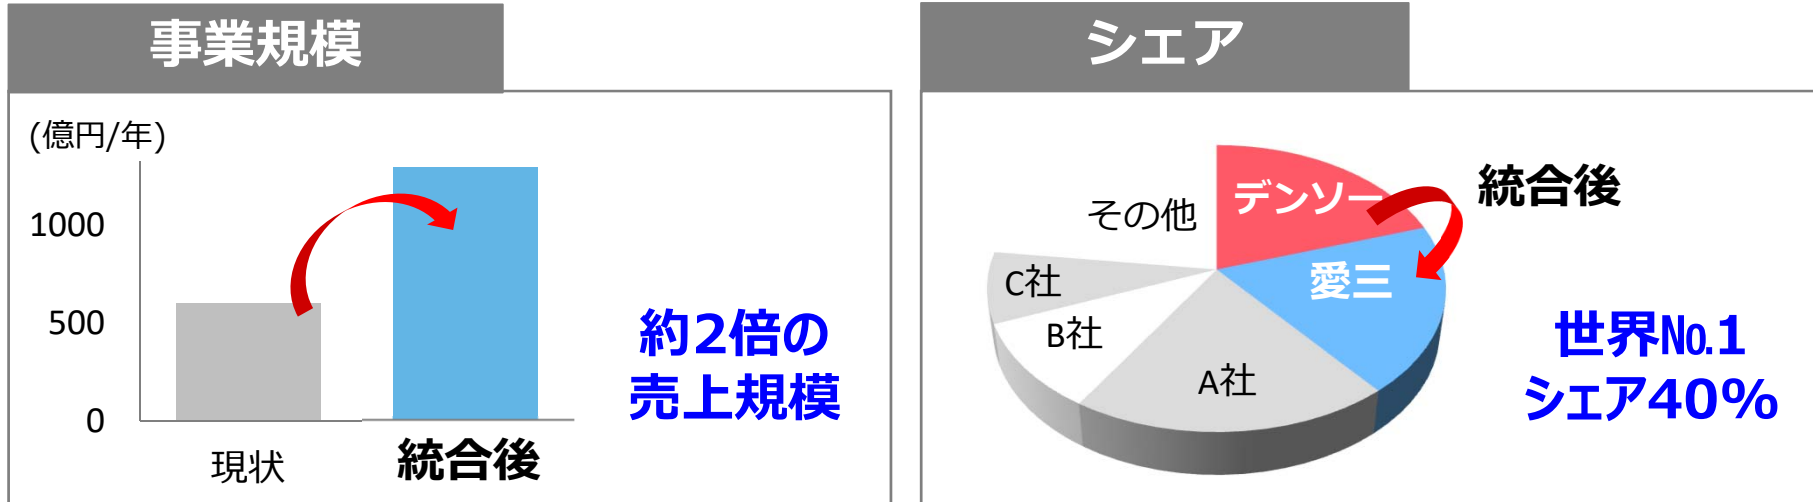 事業規模
(億円/年)
1000
500
0
現状
統合後
約2倍の
売上規模
シェア
その他
デンソー
統合後
愛三
C社
B社
A社
世界№1
シェア40%